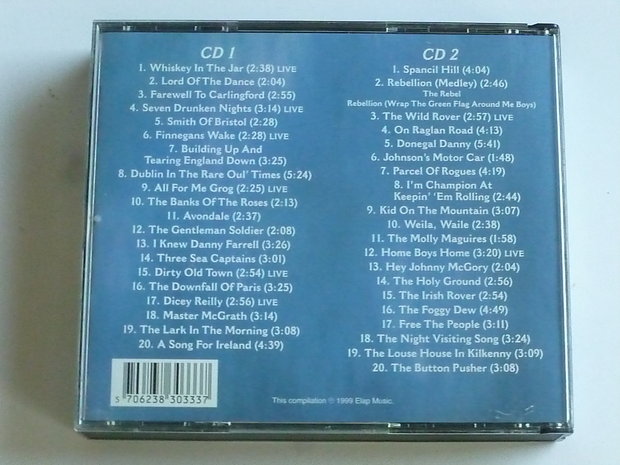 CD 1
1. Whiskey In The Jar (2:38) LIVE
2. Lord Of The Dance (2:04)
3. Farewell To Carlingford (2:55)
4. Seven Drunken Nights (3:14) LIVE
5. Smith Of Bristol (2:28)
6. Finnegans Wake (2:28) LIVE
7. Building Up And
Tearing England Down (3:25)
8. Dublin In The Rare Oul' Times (5:24)
9. All For Me Grog (2:25) LIVE
10. The Banks Of The Roses (2:13)
11. Avondale (2:37)
12. The Gentleman Soldier (2:08)
13. I Knew Danny Farrell (3:26)
14. Three Sea Captains (3:01)
15. Dirty Old Town (2:54) LIVE
16. The Downfall Of Paris (3:25)
17. Dicey Reilly (2:56) LIVE
18. Master McGrath (3:14)
19. The Lark In The Morning (3:08)
20. A Song For Ireland (4:39)
CD 2
1. Spancil Hill (4:04)
2. Rebellion (Medley) (2:46)
The Rebel
Rebellion (Wrap The Green Flag Around Me Boys)
3. The Wild Rover (2:57) LIVE
4. On Raglan Road (4:13)
5. Donegal Danny (5:41)
6. Johnson's Motor Car (1:48)
7. Parcel Of Rogues (4:19)
8. I'm Champion At
Keepin' 'Em Rolling (2:44)
9. Kid On The Mountain (3:07)
10. Weila, Waile (2:38)
11. The Molly Maguires (1:58)
12. Home Boys Home (3:20) LIVE
13. Hey Johnny McGory (2:04)
14. The Holy Ground (2:56)
15. The Irish Rover (2:54)
16. The Foggy Dew (4:49)
17. Free The People (3:11)
18. The Night Visiting Song (3:24)
19. The Louse House In Kilkenny (3:09)
20. The Button Pusher (3:08)
5 706238 303337
This compilation ℗ 1999 Elap Music.